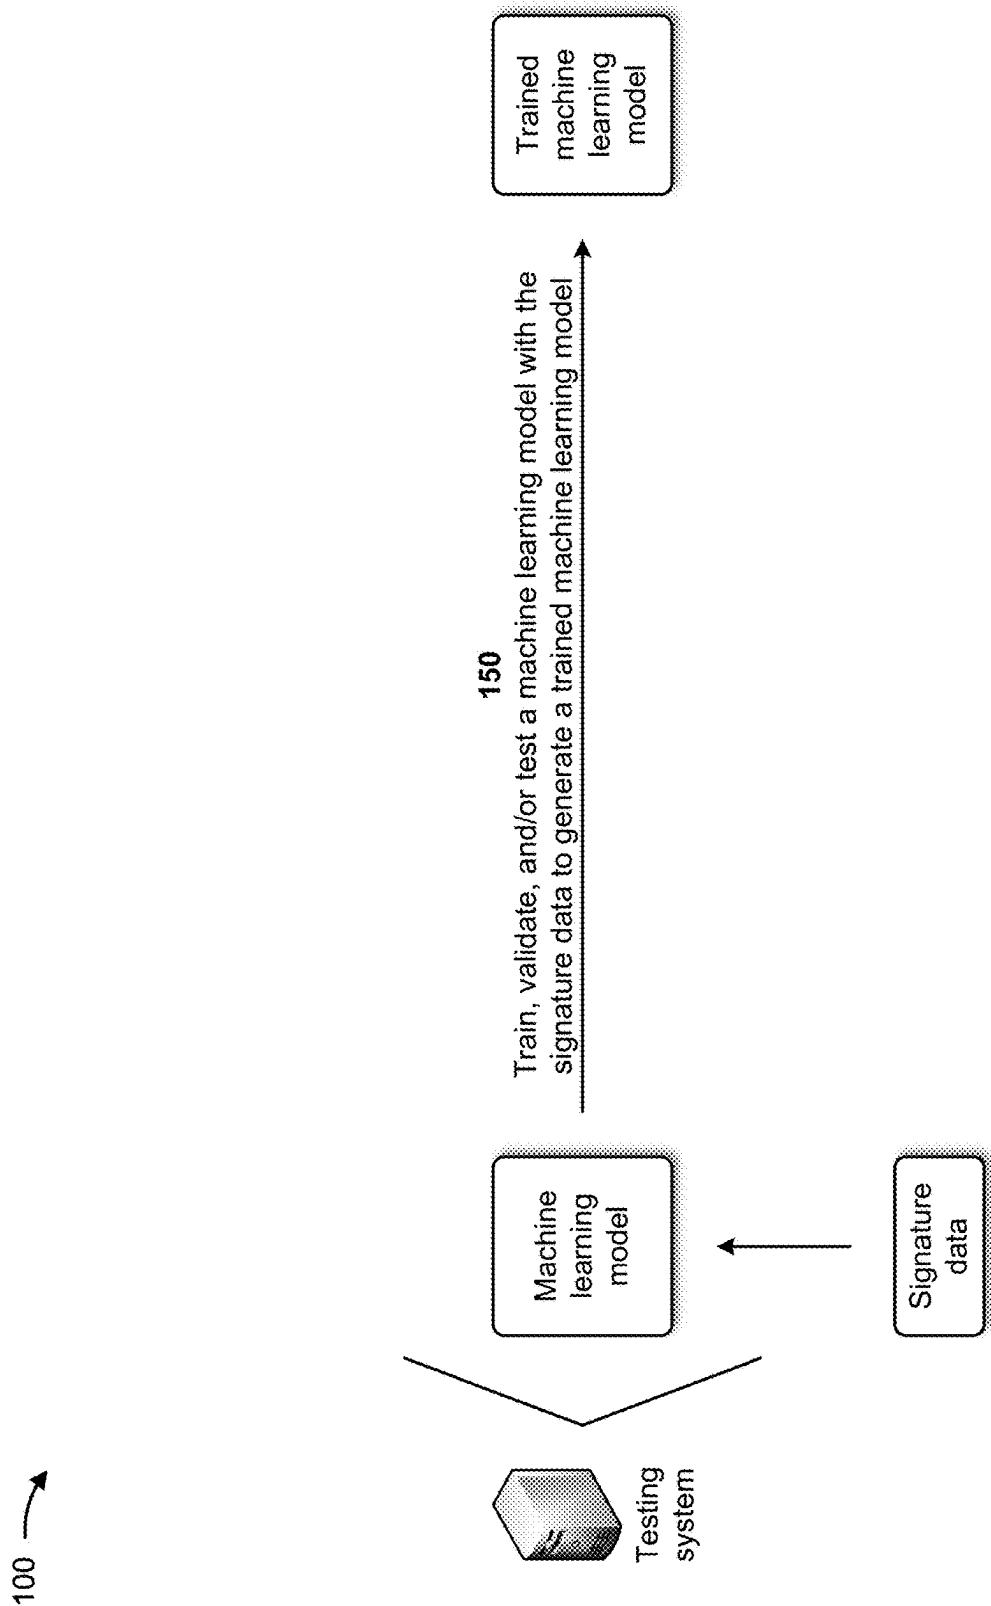 100
150
Train, validate, and/or test a machine learning model with the
signature data to generate a trained machine learning model
Testing
system
Machine
learning
model
Trained
machine
learning
model
Signature
data